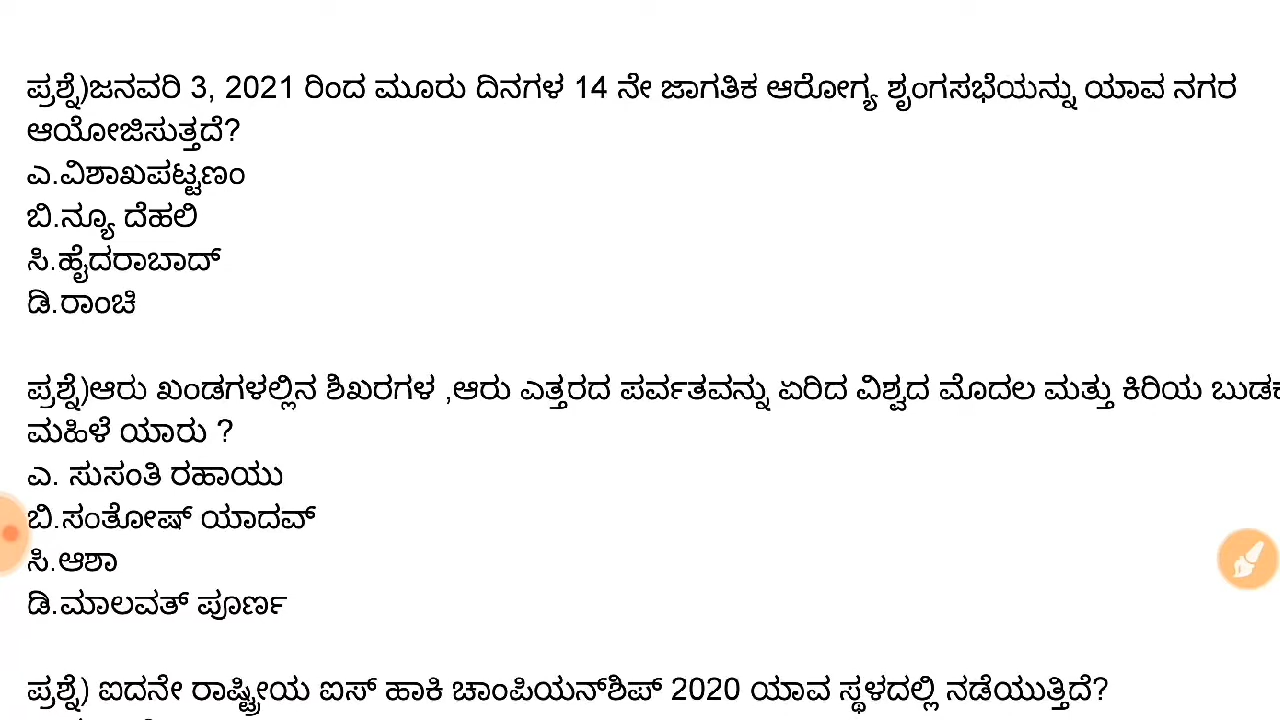 ಪ್ರಶ್ನೆ)ಜನವರಿ 3, 2021 ರಿಂದ ಮೂರು ದಿನಗಳ 14 ನೇ ಜಾಗತಿಕ ಆರೋಗ್ಯ ಶೃಂಗಸಭೆಯನ್ನು ಯಾವ ನಗರ
ಆಯೋಜಿಸುತ್ತದೆ?
ಎ.ವಿಶಾಖಪಟ್ಟಣಂ
ಬಿ.ನ್ಯೂ ದೆಹಲಿ
ಸಿ.ಹೈದರಾಬಾದ್
ಡಿ.ರಾಂಚಿ
ಪ್ರಶ್ನೆ)ಆರು ಖಂಡಗಳಲ್ಲಿನ ಶಿಖರಗಳ ,ಆರು ಎತ್ತರದ ಪರ್ವತವನ್ನು ಏರಿದ ವಿಶ್ವದ ಮೊದಲ ಮತ್ತು ಕಿರಿಯ
ಮಹಿಳೆ ಯಾರು ?
ಎ. ಸುಸಂತಿ ರಹಾಯು
ಬಿ.ಸಂತೋಷ್ ಯಾದವ್
ಸಿ.ಆಶಾ
ಡಿ.ಮಾಲವತ್ ಪೂರ್ಣ
ಪ್ರಶ್ನೆ) ಐದನೇ ರಾಷ್ಟ್ರೀಯ ಐಸ್ ಹಾಕಿ ಚಾಂಪಿಯನ್‌ಶಿಪ್ 2020 ಯಾವ ಸ್ಥಳದಲ್ಲಿ ನಡೆಯುತ್ತಿದೆ?